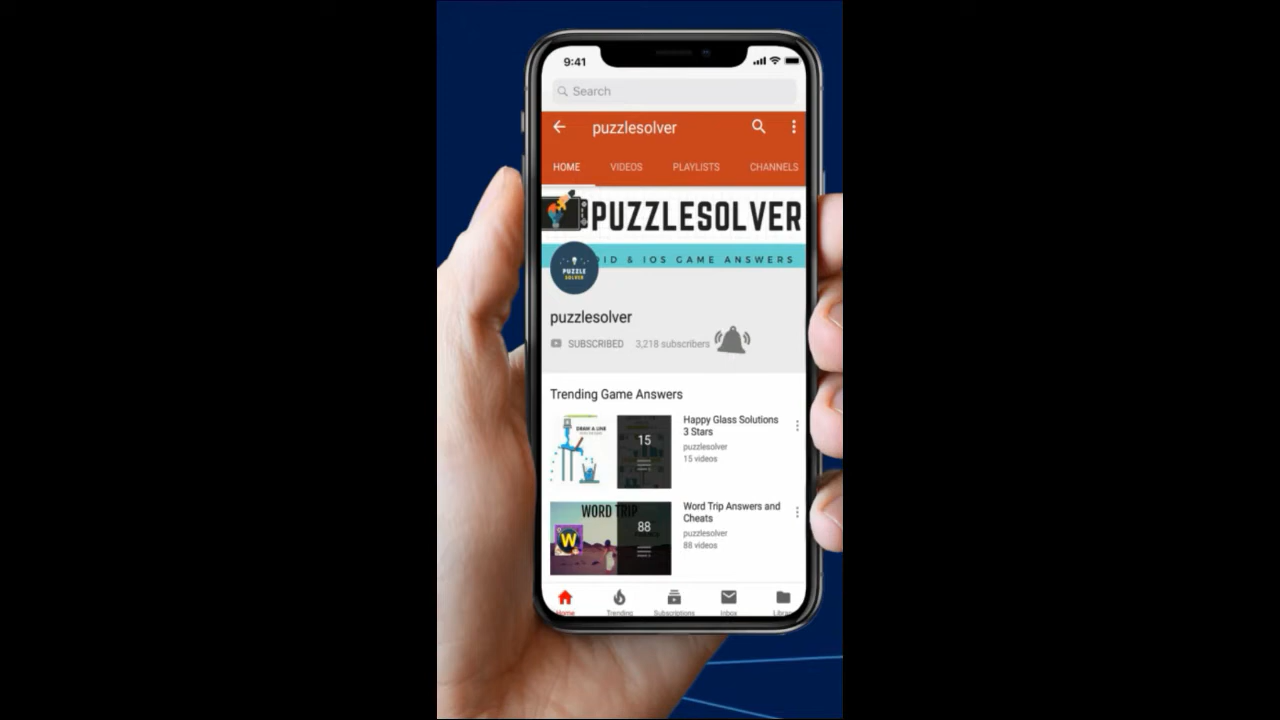 9:41
Search
puzzlesolver
HOME VIDEOS PLAYLISTS CHANNELS
PUZZLESOLVER
& IOS GAME ANSWERS
PUZZLE
SOLVER
puzzlesolver
SUBSCRIBED 3,218 subscribers
Trending Game Answers
DRAW A LINE
15
Happy Glass Solutions
3 Stars
puzzlesolver
15 videos
WORD TRIP
W
88
Word Trip Answers and
Cheats
puzzlesolver
88 videos
Home Trending Subscriptions Inbox